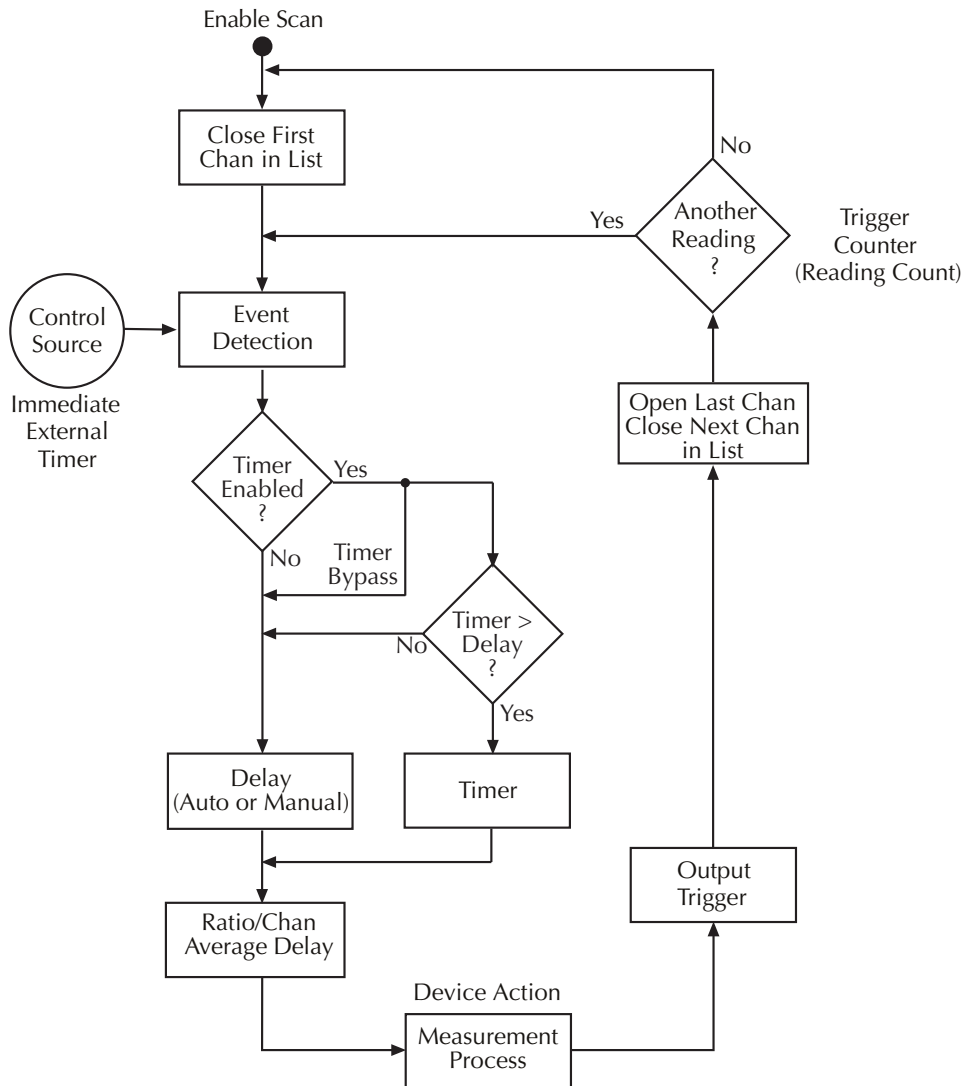 Enable Scan
Close First
Chan in List
No
Yes
Another
Reading
?
Trigger
Counter
(Reading Count)
Control
Source
Event
Detection
Immediate
External
Timer
Open Last Chan
Close Next Chan
in List
Timer
Enabled
?
Yes
No
Timer
Bypass
Timer >
Delay
?
No
Yes
Delay
(Auto or Manual)
Timer
Output
Trigger
Ratio/Chan
Average Delay
Device Action
Measurement
Process